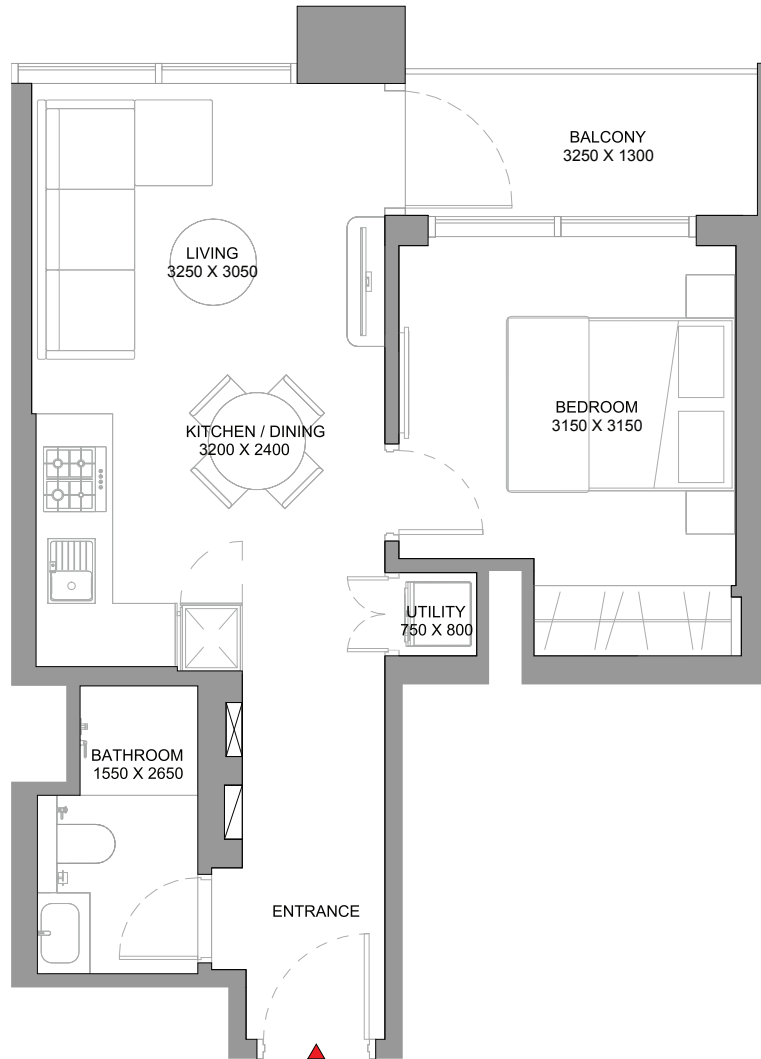 BALCONY
3250 X 1300
LIVING
3250 X 3050
BEDROOM
3150 X 3150
KITCHEN / DINING
3200 X 2400
UTILITY
750 X 800
BATHROOM
1550 X 2650
ENTRANCE